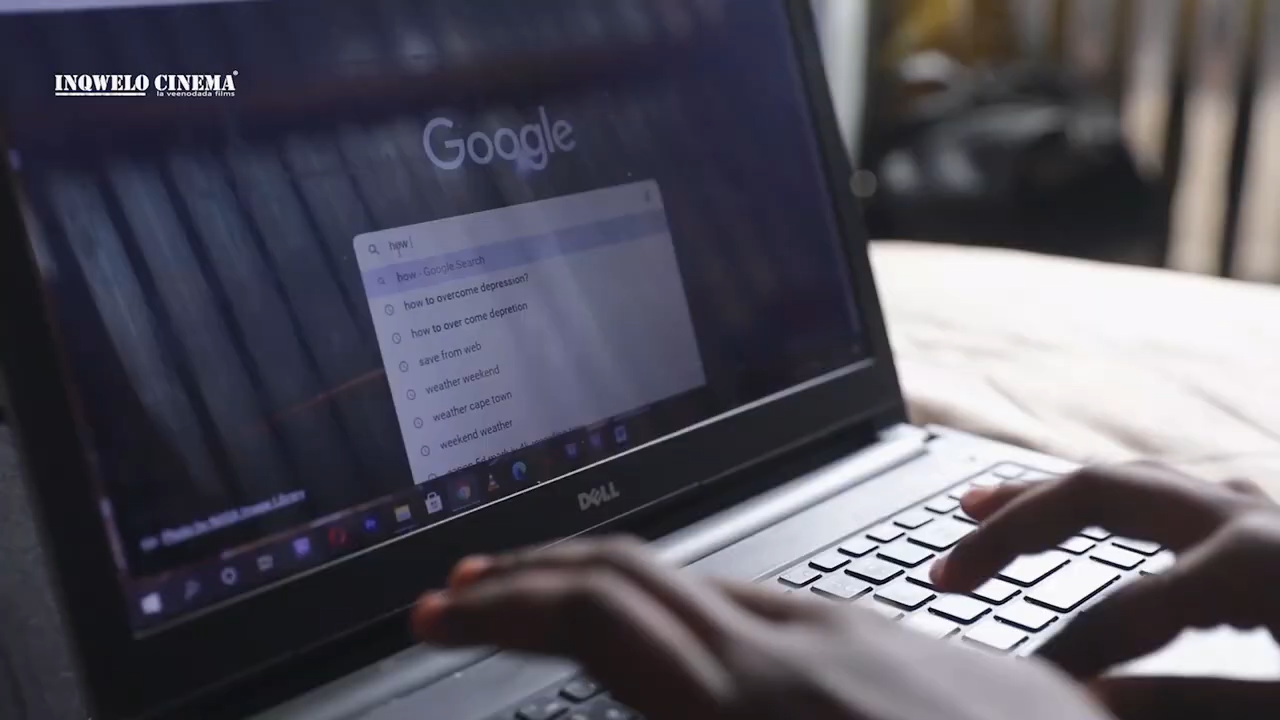 INQWELO CINEMA®
la veenodada films
Google
how
how - Google Search
how to overcome depression?
how to over come depretion
save from web
weather weekend
weather cape town
weekend weather
DELL